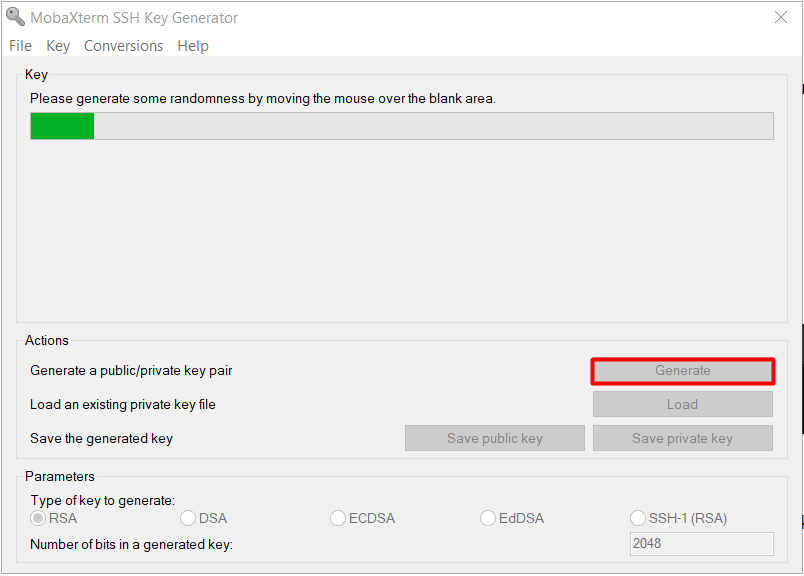 MobaXterm SSH Key Generator
File Key Conversions Help
Key
Please generate some randomness by moving the mouse over the blank area.
Actions
Generate a public/private key pair Generate
Load an existing private key file Load
Save the generated key Save public key Save private key
Parameters
Type of key to generate:
RSA DSA ECDSA EdDSA SSH-1 (RSA)
Number of bits in a generated key: 2048